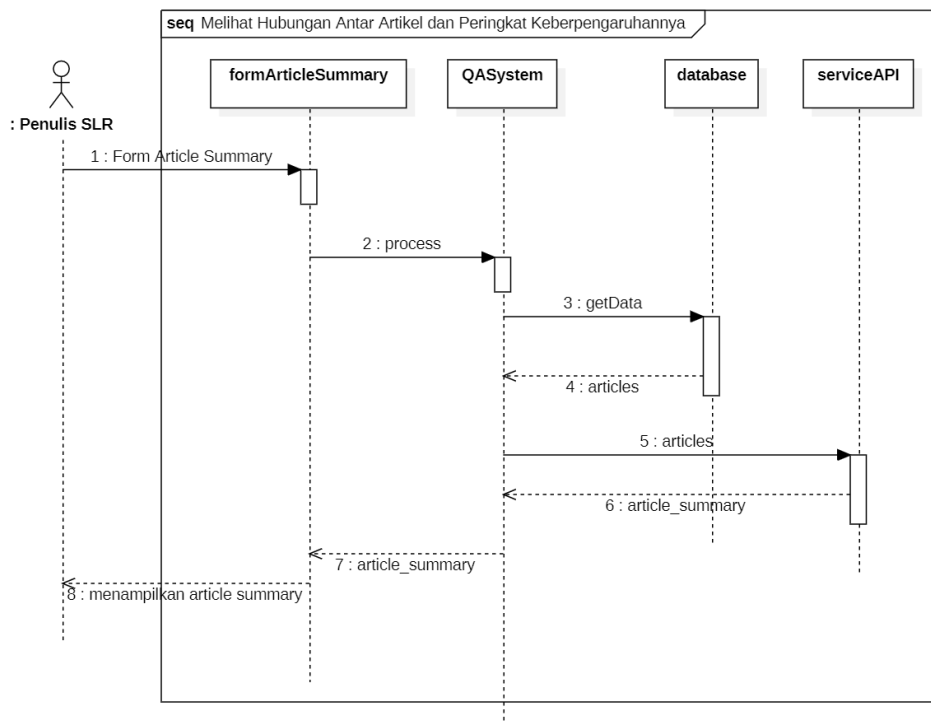 seq Melihat Hubungan Antar Artikel dan Peringkat Keberpengaruhannya
formArticleSummary
QASystem
database
serviceAPI
: Penulis SLR
1 : Form Article Summary
2 : process
3 : getData
4 : articles
5 : articles
6 : article_summary
7 : article_summary
8 : menampilkan article summary